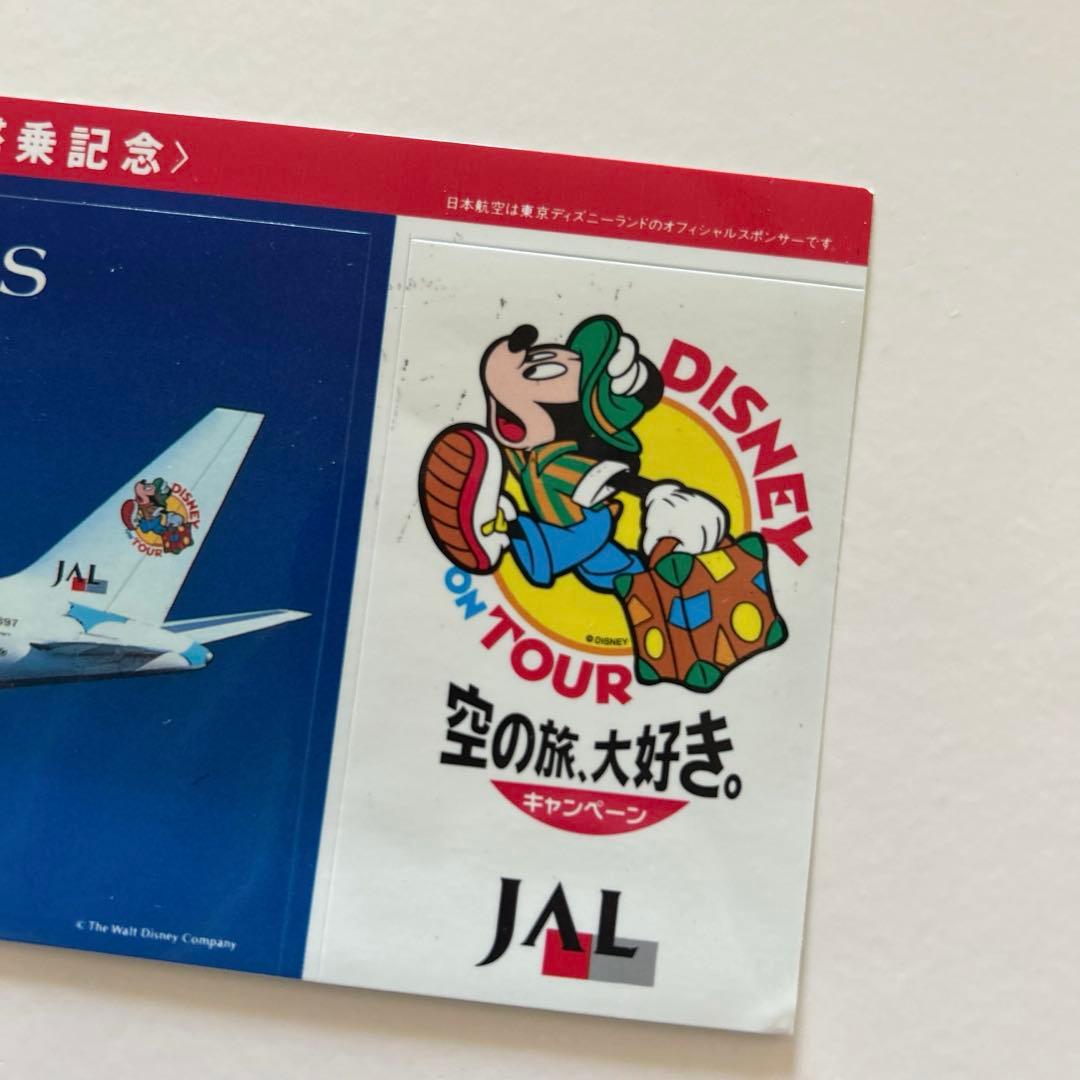 搭乗記念〉
日本航空は東京ディズニーランドのオフィシャルスポンサーです。
S
DISNEY
ON
TOUR
JAL
DISNEY
ON
TOUR
©DISNEY
空の旅、大好き。
キャンペーン
JAL
© The Walt Disney Company